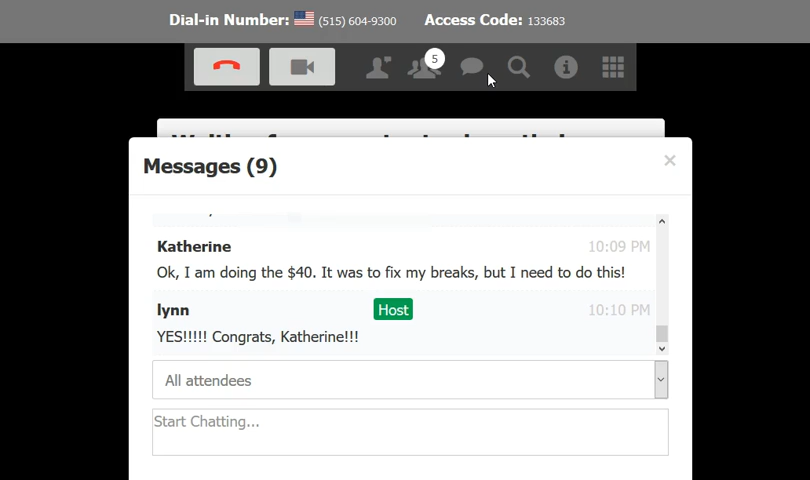 Dial-in Number: (515) 604-9300 Access Code: 133683
5
Messages (9)
Katherine 10:09 PM
Ok, I am doing the $40. It was to fix my breaks, but I need to do this!
lynn Host 10:10 PM
YES!!!!! Congrats, Katherine!!!
All attendees
Start Chatting...